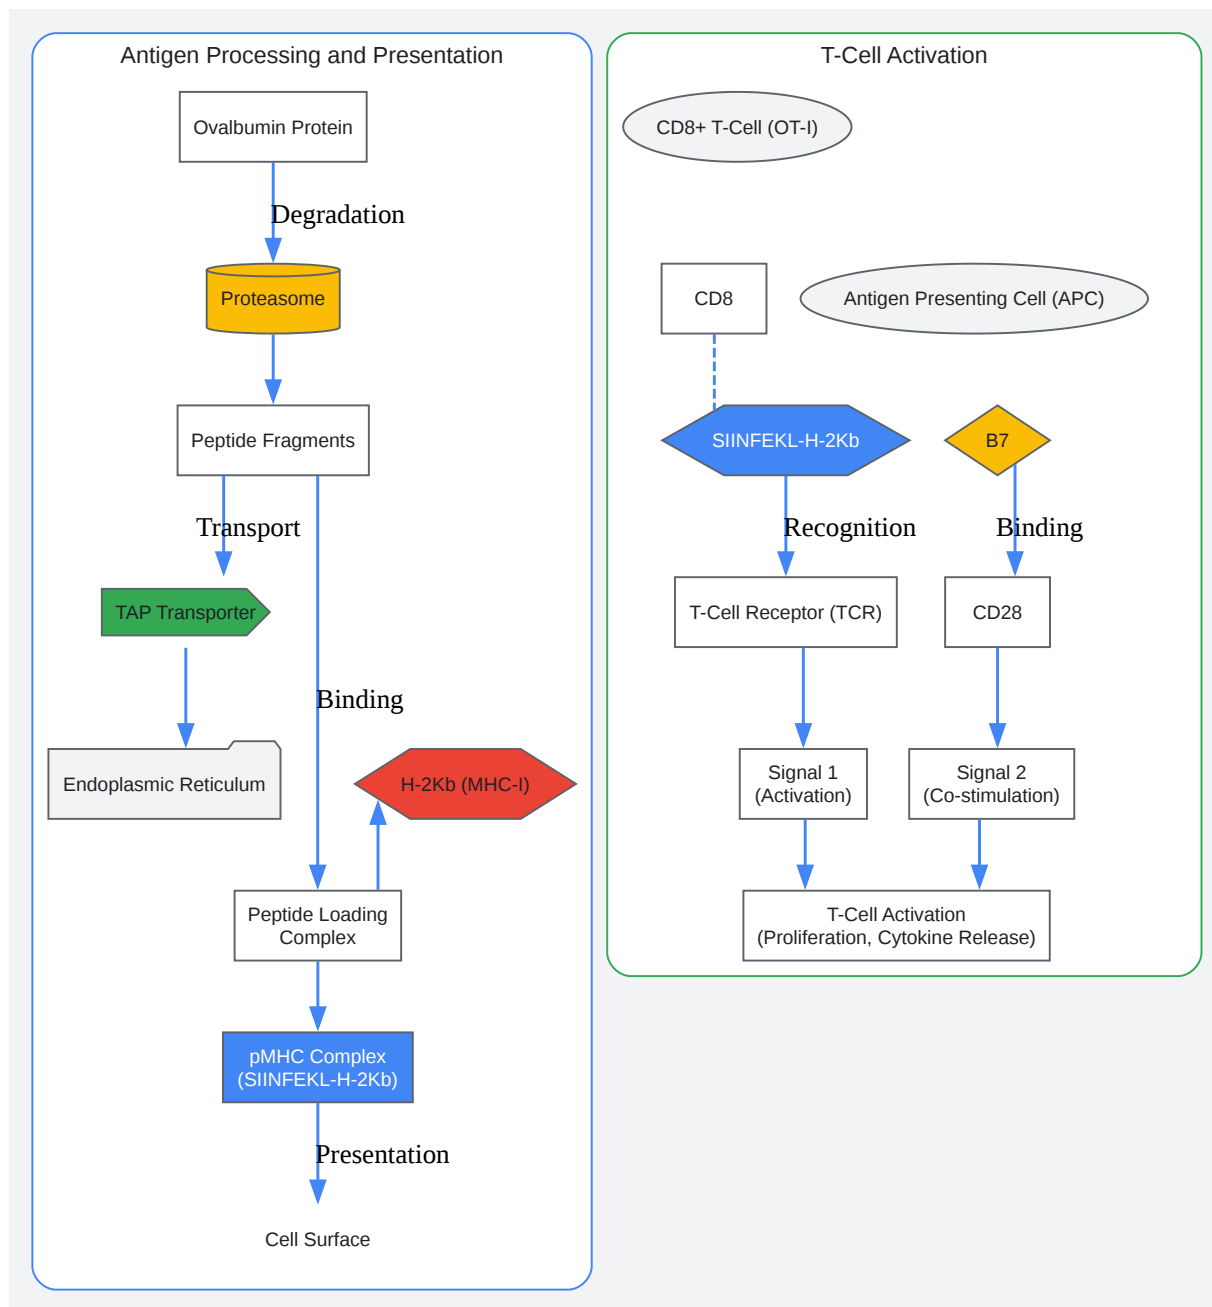 Antigen Processing and Presentation
Ovalbumin Protein
Degradation
Proteasome
Peptide Fragments
Transport
TAP Transporter
Binding
Endoplasmic Reticulum
H-2Kb (MHC-I)
Peptide Loading
Complex
pMHC Complex
(SIINFEKL-H-2Kb)
Presentation
Cell Surface
T-Cell Activation
CD8+ T-Cell (OT-I)
CD8
Antigen Presenting Cell (APC)
SIINFEKL-H-2Kb
B7
Recognition
Binding
T-Cell Receptor (TCR)
CD28
Signal 1
(Activation)
Signal 2
(Co-stimulation)
T-Cell Activation
(Proliferation, Cytokine Release)